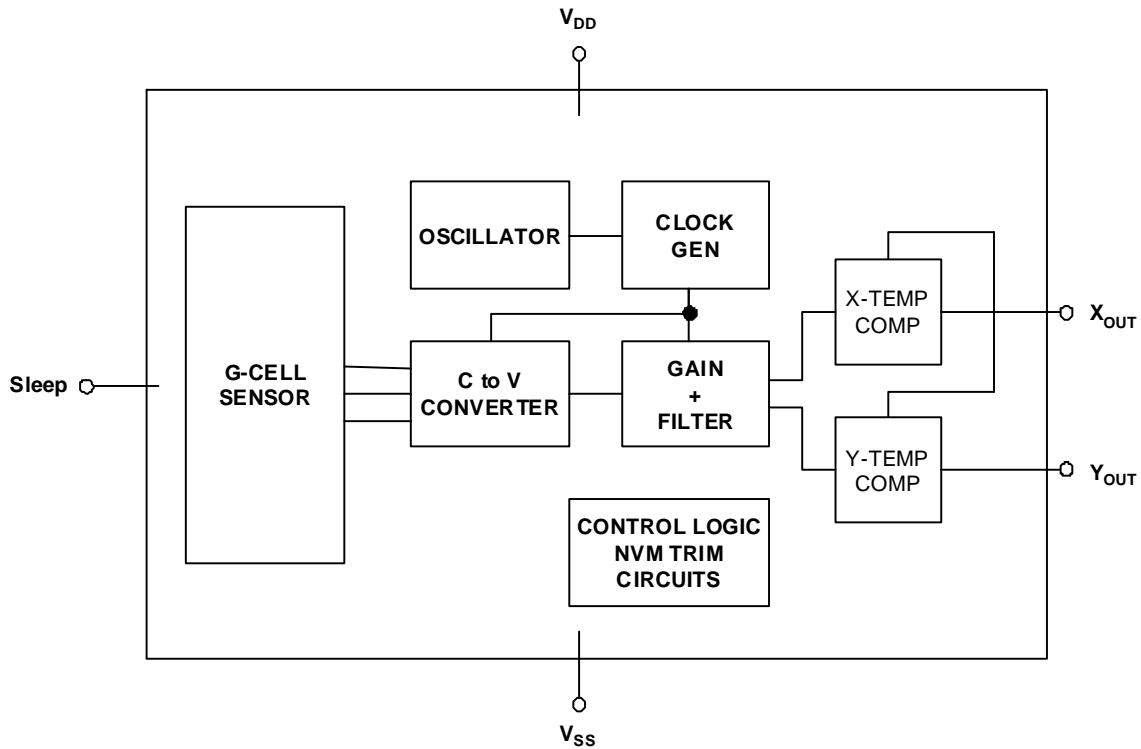 VDD
OSCILLATOR
CLOCK
GEN
X-TEMP
COMP
XOUT
Sleep
G-CELL
SENSOR
C to V
CONVERTER
GAIN
+
FILTER
Y-TEMP
COMP
YOUT
CONTROL LOGIC
NVM TRIM
CIRCUITS
VSS